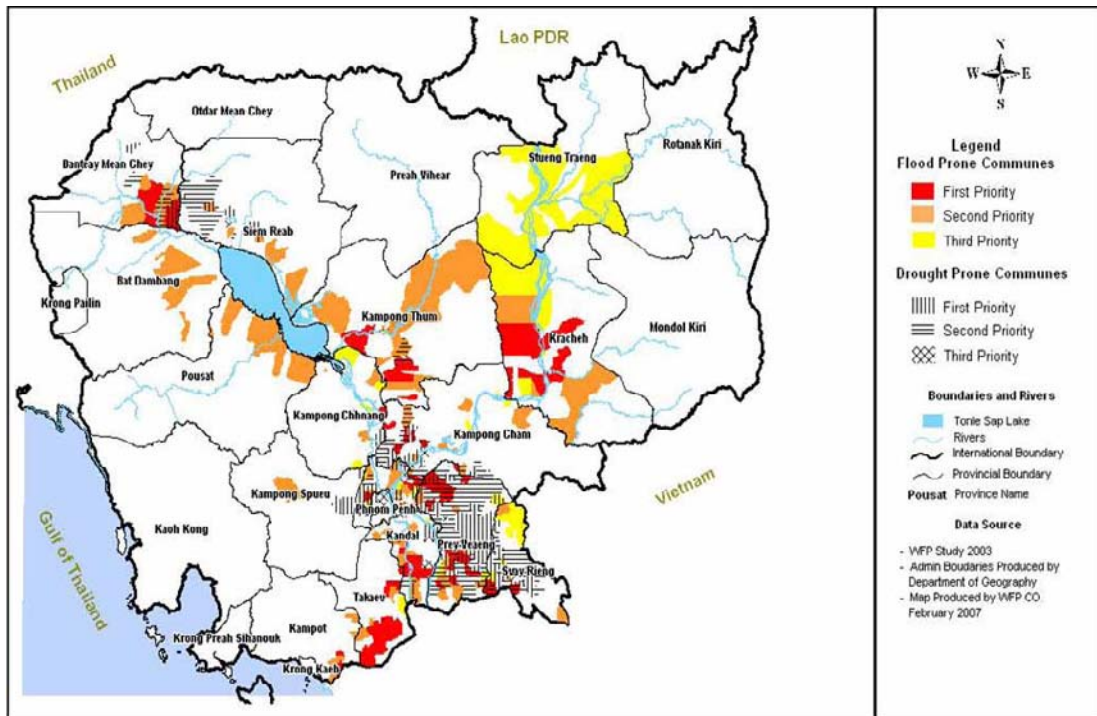 Lao PDR
Thailand
Otdar Mean Chey
Banteay Mean Chey
Stueng Traeng
Rotanak Kiri
Preah Vihear
Siem Reab
Bat Dambang
Krong Pailin
Kampong Thum
Kracheh
Mondol Kiri
Pousat
Kampong Chhnang
Kampong Cham
Vietnam
Kampong Spueu
Phnom Penh
Kaoh Kong
Kandal
Prey Veaeng
Svay Rieng
Gulf of Thailand
Takaev
Kampot
Krong Preah Sihanouk
Krong Kaeb
N
W E
S
Legend
Flood Prone Communes
First Priority
Second Priority
Third Priority
Drought Prone Communes
First Priority
Second Priority
Third Priority
Boundaries and Rivers
Tonle Sap Lake
Rivers
International Boundary
Provincial Boundary
Pousat Province Name
Data Source
- WFP Study 2003
- Admin Boudaries Produced by
Department of Geography
- Map Produced by WFP CO.
February 2007